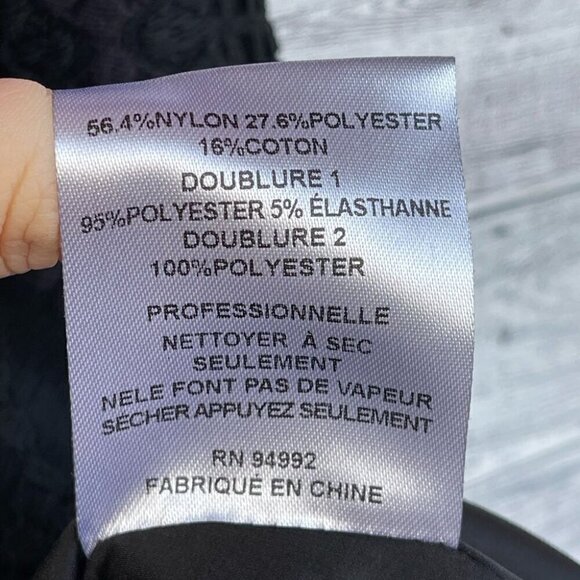 56.4%NYLON 27.6%POLYESTER
16%COTON
DOUBLURE 1
95%POLYESTER 5% ÉLASTHANNE
DOUBLURE 2
100%POLYESTER
PROFESSIONNELLE
NETTOYER À SEC
SEULEMENT
NELE FONT PAS DE VAPEUR
SECHER APPUYEZ SEULEMENT
RN 94992
FABRIQUÉ EN CHINE